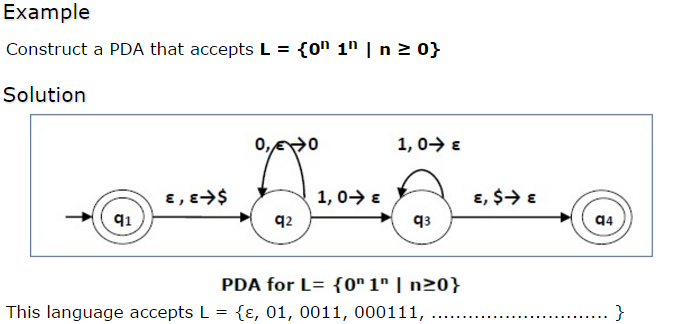 Example
Construct a PDA that accepts L = {0ⁿ 1ⁿ | n ≥ 0}
Solution
0, ε→0
1, 0→ ε
ε , ε→$
1, 0→ ε
ε, $→ ε
q1
q2
q3
q4
PDA for L= {0ⁿ 1ⁿ | n≥0}
This language accepts L = {ε, 01, 0011, 000111, ............................. }